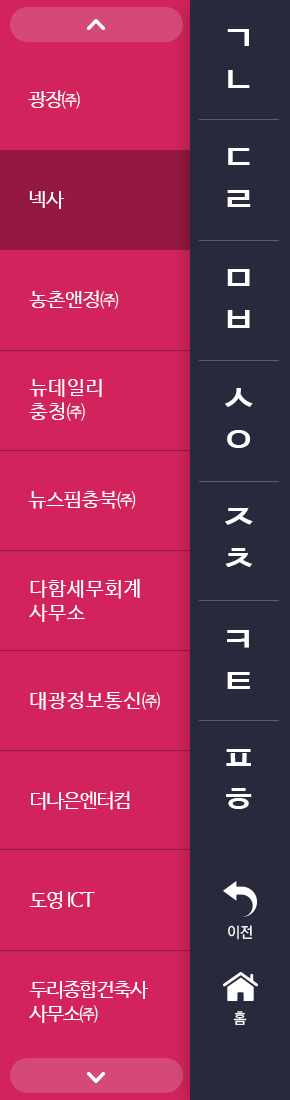 광장㈜
넥사
농촌앤정㈜
뉴데일리
충청㈜
뉴스핌충북㈜
다함세무회계
사무소
대광정보통신㈜
더나은엔터컴
도영 ICT
두리종합건축사
사무소㈜
ㄱ
ㄴ
ㄷ
ㄹ
ㅁ
ㅂ
ㅅ
ㅇ
ㅈ
ㅊ
ㅋ
ㅌ
ㅍ
ㅎ
이전
홈